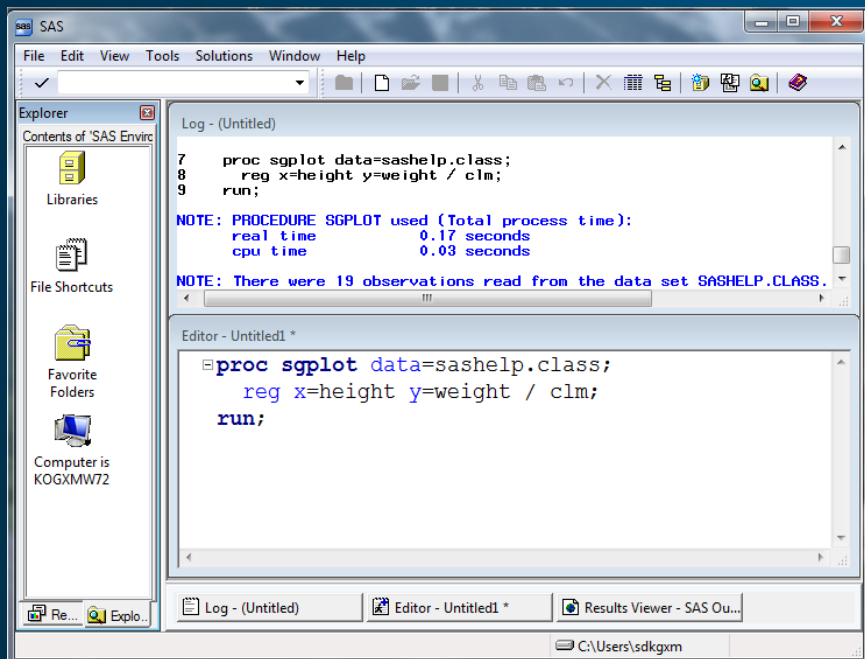 sas SAS
File Edit View Tools Solutions Window Help
Explorer
Contents of 'SAS Envirc
Libraries
File Shortcuts
Favorite
Folders
Computer is
KOGXMW72
Re... Explo..
Log - (Untitled)
7 proc sgplot data=sashelp.class;
8 reg x=height y=weight / clm;
9 run;
NOTE: PROCEDURE SGPLOT used (Total process time):
real time 0.17 seconds
cpu time 0.03 seconds
NOTE: There were 19 observations read from the data set SASHELP.CLASS.
Editor - Untitled1 *
proc sgplot data=sashelp.class;
reg x=height y=weight / clm;
run;
Log - (Untitled) Editor - Untitled1 * Results Viewer - SAS Ou...
C:\Users\sdkgxm